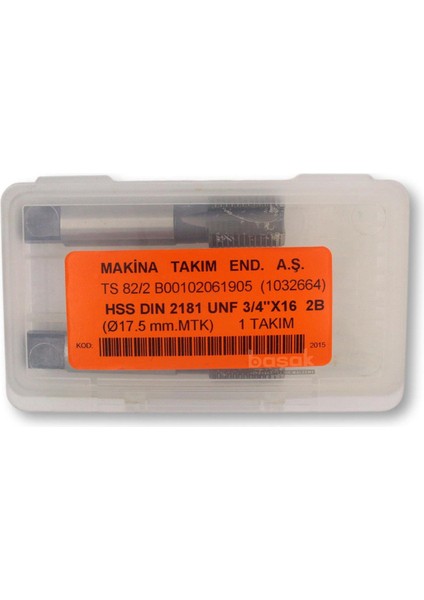 MAKİNA TAKIM END. A.Ş.
TS 82/2 B00102061905 (1032664)
HSS DIN 2181 UNF 3/4"X16 2B
(Ø17.5 mm.MTK) 1 TAKIM
KOD: 2015
başak